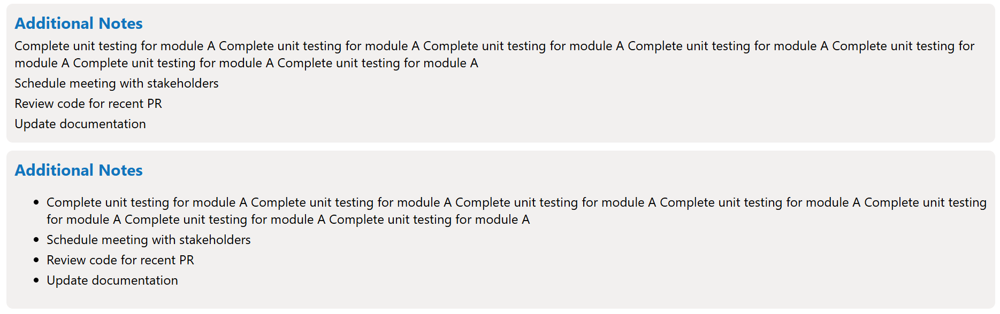 Additional Notes
Complete unit testing for module A Complete unit testing for module A Complete unit testing for module A Complete unit testing for module A Complete unit testing for
module A Complete unit testing for module A Complete unit testing for module A
Schedule meeting with stakeholders
Review code for recent PR
Update documentation
Additional Notes
• Complete unit testing for module A Complete unit testing for module A Complete unit testing for module A Complete unit testing for module A Complete unit testing
for module A Complete unit testing for module A Complete unit testing for module A
• Schedule meeting with stakeholders
• Review code for recent PR
• Update documentation